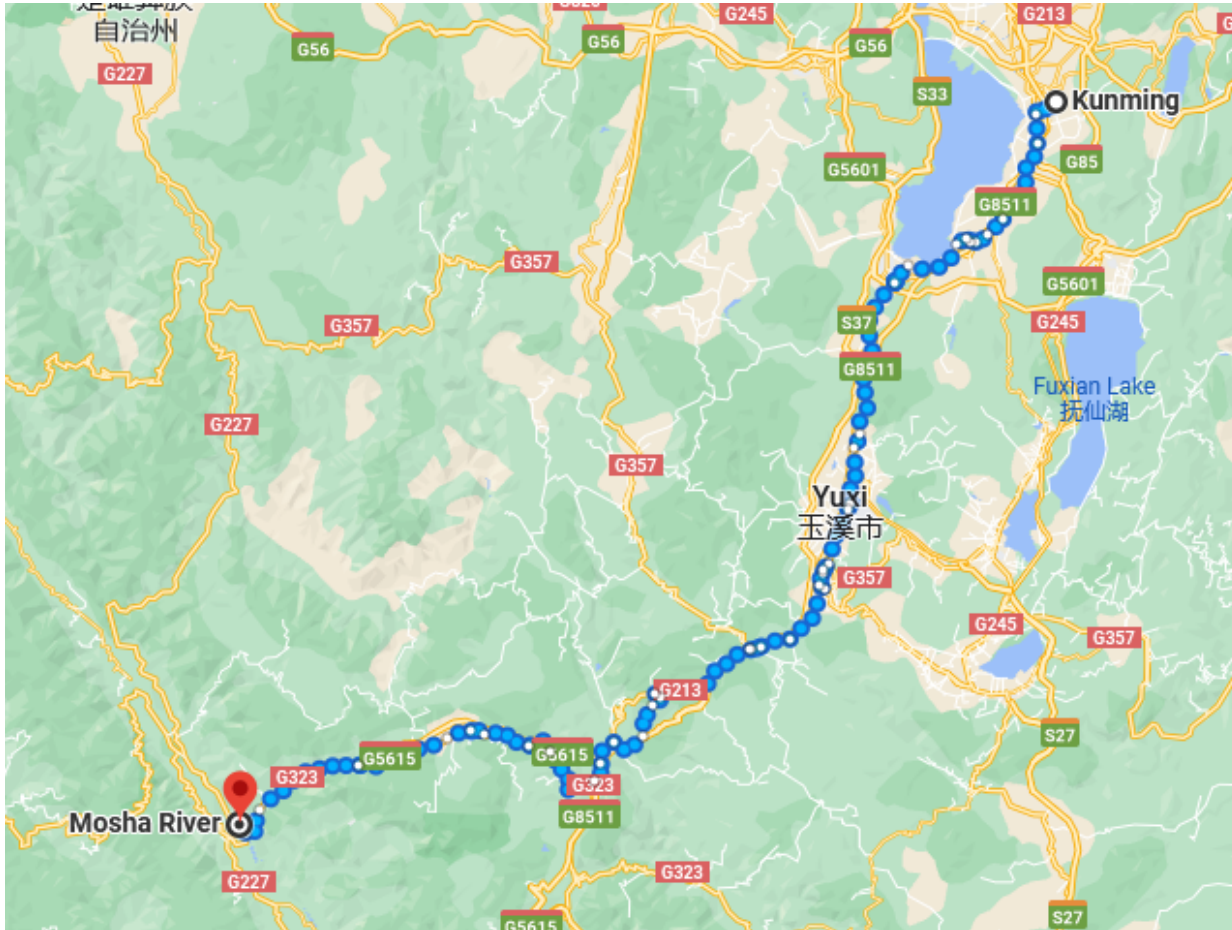 自治州
G213
G245
G56
G56
G56
G227
S33
Kunming
G85
G5601
G8511
G357
G5601
G357
S37
G245
G8511
Fuxian Lake
抚仙湖
G227
G357
Yuxi
玉溪市
G357
G245
G357
G213
S27
G5615
G5615
G323
G323
G8511
Mosha River
G227
G323
G5615
S27